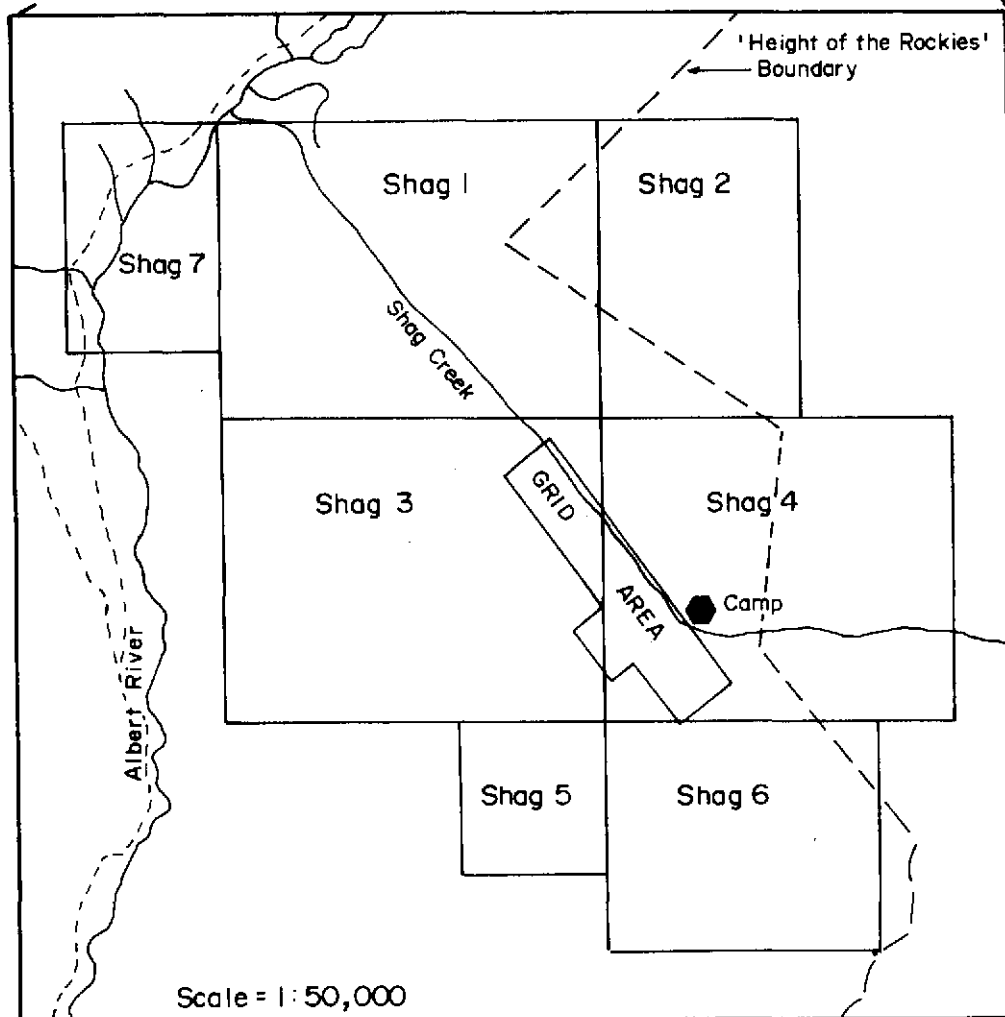 'Height of the Rockies'
Boundary
Shag 1
Shag 2
Shag 7
Shag Creek
Shag 3
GRID
Shag 4
AREA
Camp
Albert River
Shag 5
Shag 6
Scale = 1:50,000